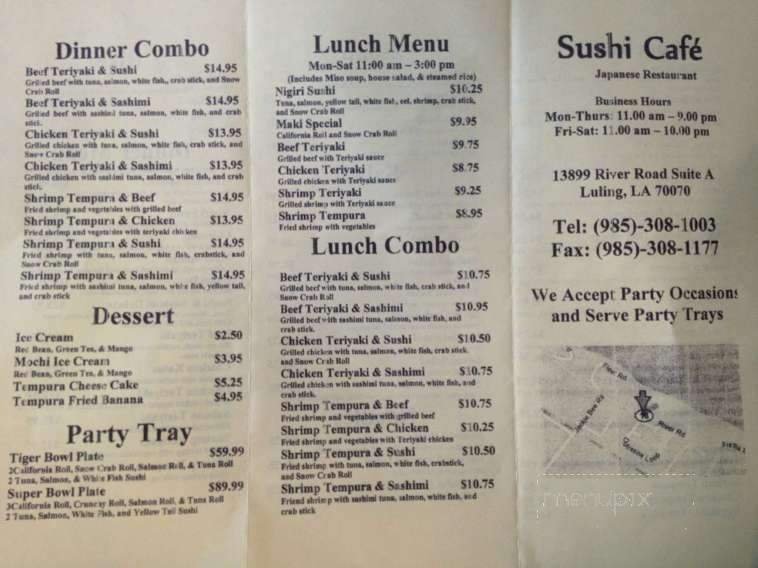 Dinner Combo
Beef Teriyaki & Sushi $14.95
Grilled beef with tuna, salmon, white fish, crab stick, and Snow
Crab Roll
Beef Teriyaki & Sashimi $14.95
Grilled beef with sashimi tuna, salmon, white fish, and crab
stick.
Chicken Teriyaki & Sushi $13.95
Grilled chicken with tuna, salmon, white fish, crab stick, and
Snow Crab Roll
Chicken Teriyaki & Sashimi $13.95
Grilled chicken with sashimi tuna, salmon, white fish, and crab
stick.
Shrimp Tempura & Beef $14.95
Fried shrimp and vegetables with grilled beef
Shrimp Tempura & Chicken $13.95
Fried shrimp and vegetables with teriyaki chicken
Shrimp Tempura & Sushi $14.95
Fried shrimp with tuna, salmon, white fish, crabstick, and
Snow Crab Roll
Shrimp Tempura & Sashimi $14.95
Fried shrimp with sashimi tuna, salmon, white fish, yellow tail,
and crab stick
Dessert
Ice Cream $2.50
Red Bean, Green Tea, & Mango
Mochi Ice Cream $3.95
Red Bean, Green Tea, & Mango
Tempura Cheese Cake $5.25
Tempura Fried Banana $4.95
Party Tray
Tiger Bowl Plate $59.99
2California Roll, Snow Crab Roll, Salmon Roll, & Tuna Roll
2 Tuna, Salmon, & White Fish Sushi
Super Bowl Plate $89.99
3California Roll, Crunchy Roll, Salmon Roll, & Tuna Roll
2 Tuna, Salmon, White Fish, and Yellow Tail Sushi
Lunch Menu
Mon-Sat 11:00 am – 3:00 pm
(Includes Miso soup, house salad, & steamed rice)
Nigiri Sushi $10.25
Tuna, salmon, yellow tail, white fish, eel, shrimp, crab stick,
and Snow Crab Roll
Maki Special $9.95
California Roll and Snow Crab Roll
Beef Teriyaki $9.75
Grilled beef with Teriyaki sauce
Chicken Teriyaki $8.75
Grilled chicken with Teriyaki sauce
Shrimp Teriyaki $9.25
Grilled shrimp with Teriyaki sauce
Shrimp Tempura $8.95
Fried shrimp with vegetables
Lunch Combo
Beef Teriyaki & Sushi $10.75
Grilled beef with tuna, salmon, white fish, crab stick, and
Snow Crab Roll
Beef Teriyaki & Sashimi $10.95
Grilled beef with sashimi tuna, salmon, white fish, and
crab stick.
Chicken Teriyaki & Sushi $10.50
Grilled chicken with tuna, salmon, white fish, crab stick,
and Snow Crab Roll
Chicken Teriyaki & Sashimi $10.75
Grilled chicken with sashimi tuna, salmon, white fish, and
crab stick.
Shrimp Tempura & Beef $10.75
Fried shrimp and vegetables with grilled beef
Shrimp Tempura & Chicken $10.25
Fried shrimp and vegetables with Teriyaki chicken
Shrimp Tempura & Sushi $10.50
Fried shrimp with tuna, salmon, white fish, crabstick,
and Snow Crab Roll
Shrimp Tempura & Sashimi $10.75
Friend shrimp with sashimi tuna, salmon, white fish, and
crab stick
Sushi Café
Japanese Restaurant
Business Hours
Mon-Thurs: 11.00 am – 9.00 pm
Fri-Sat: 11.00 am – 10.00 pm
13899 River Road Suite A
Luling, LA 70070
Tel: (985)-308-1003
Fax: (985)-308-1177
We Accept Party Occasions
and Serve Party Trays
River Rd
River Rd
menupix